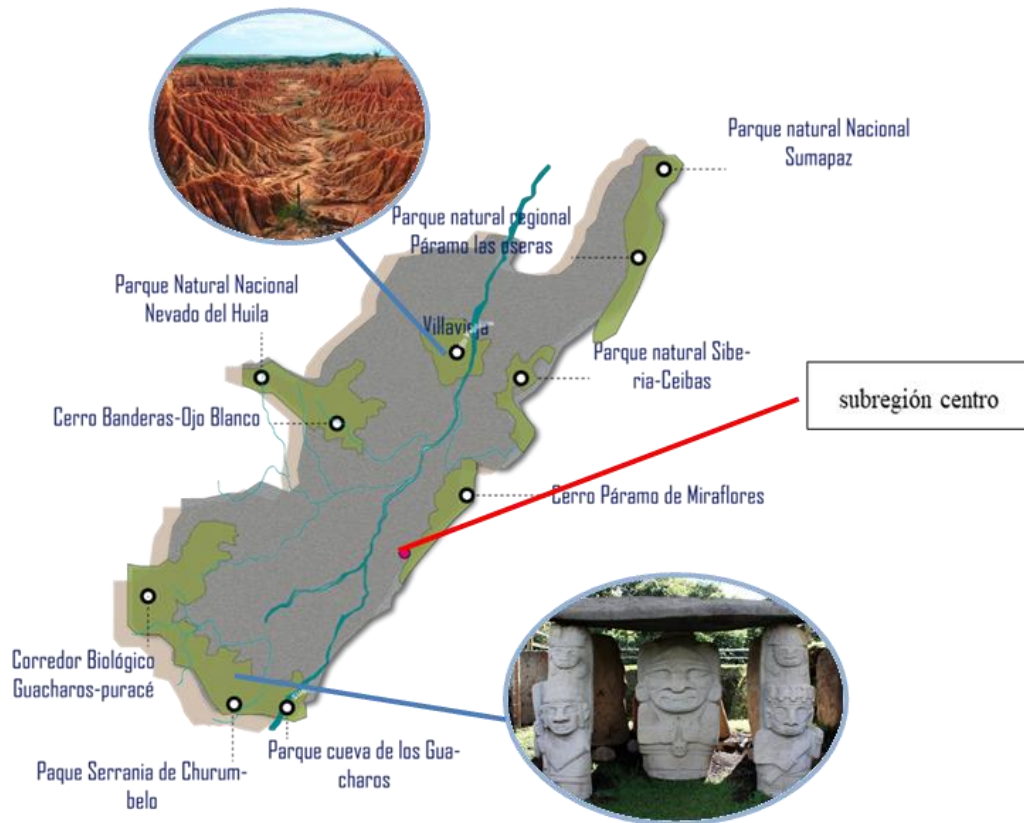 Parque natural Nacional
Sumapaz
Parque natural regional
Páramo las oseras
Parque Natural Nacional
Nevado del Huila
Villavieja
Parque natural Sibe-
ria-Ceibas
subregión centro
Cerro Banderas-Ojo Blanco
Cerro Páramo de Miraflores
Corredor Biológico
Guacharos-puracé
Parque cueva de los Gua-
charos
Paque Serrania de Churum-
belo